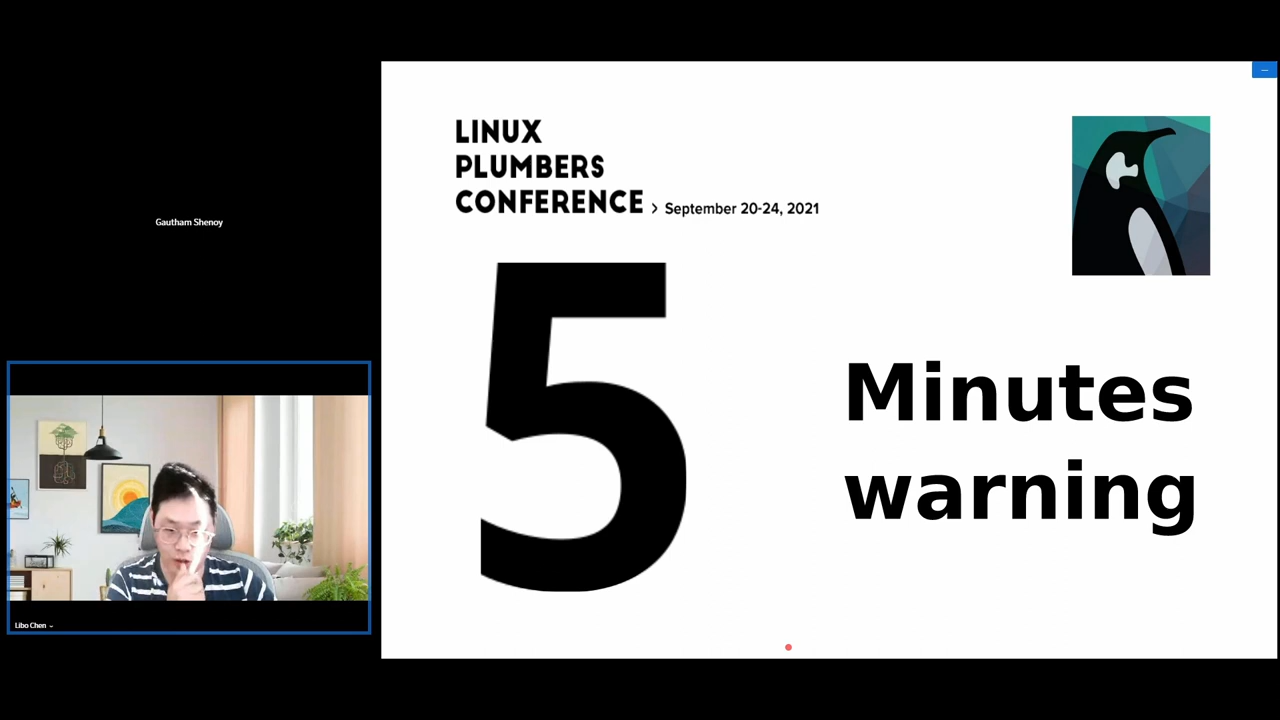 Gautham Shenoy
Libo Chen
LINUX
PLUMBERS
CONFERENCE > September 20-24, 2021
5
Minutes
warning